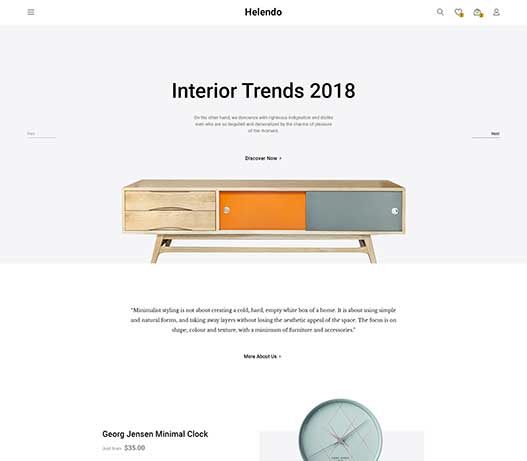 Helendo
Interior Trends 2018
On the other hand, we denounce with righteous indignation and dislike
men who are so beguiled and demoralized by the charms of pleasure
of the moment.
Prev
Next
Discover Now
"Minimalist styling is not about creating a cold, hard, empty white box of a home. It is about using simple
and natural forms, and taking away layers without losing the aesthetic appeal of the space. The focus is on
shape, colour and texture, with a minimum of furniture and accessories."
More About Us
Georg Jensen Minimal Clock
Just from $35.00